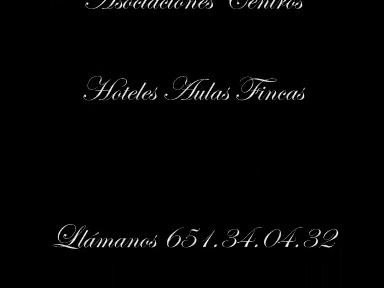 Asociaciones Centros
Hoteles Aulas Fincas
Llámanos 651.34.04.32